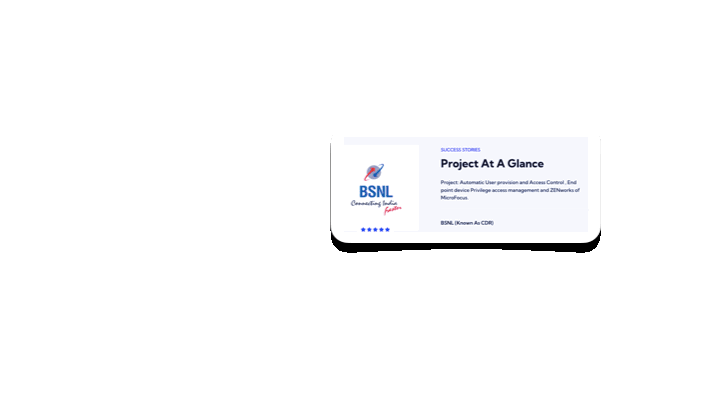 SUCCESS STORIES
Project At A Glance
Project: Automatic User provision and Access Control , End
point device Privilege access management and ZENworks of
MicroFocus.
BSNL (Known As CDR)
BSNL
Connecting India
faster